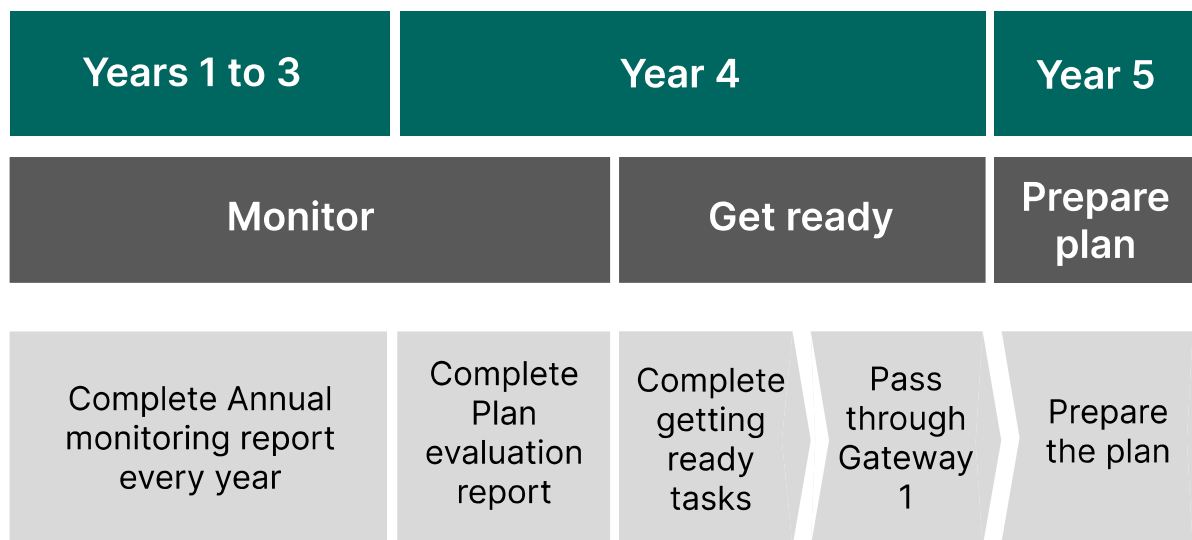 Years 1 to 3
Year 4
Year 5
Monitor
Get ready
Prepare
plan
Complete Annual
monitoring report
every year
Complete
Plan
evaluation
report
Complete
getting
ready
tasks
Pass
through
Gateway
1
Prepare
the plan